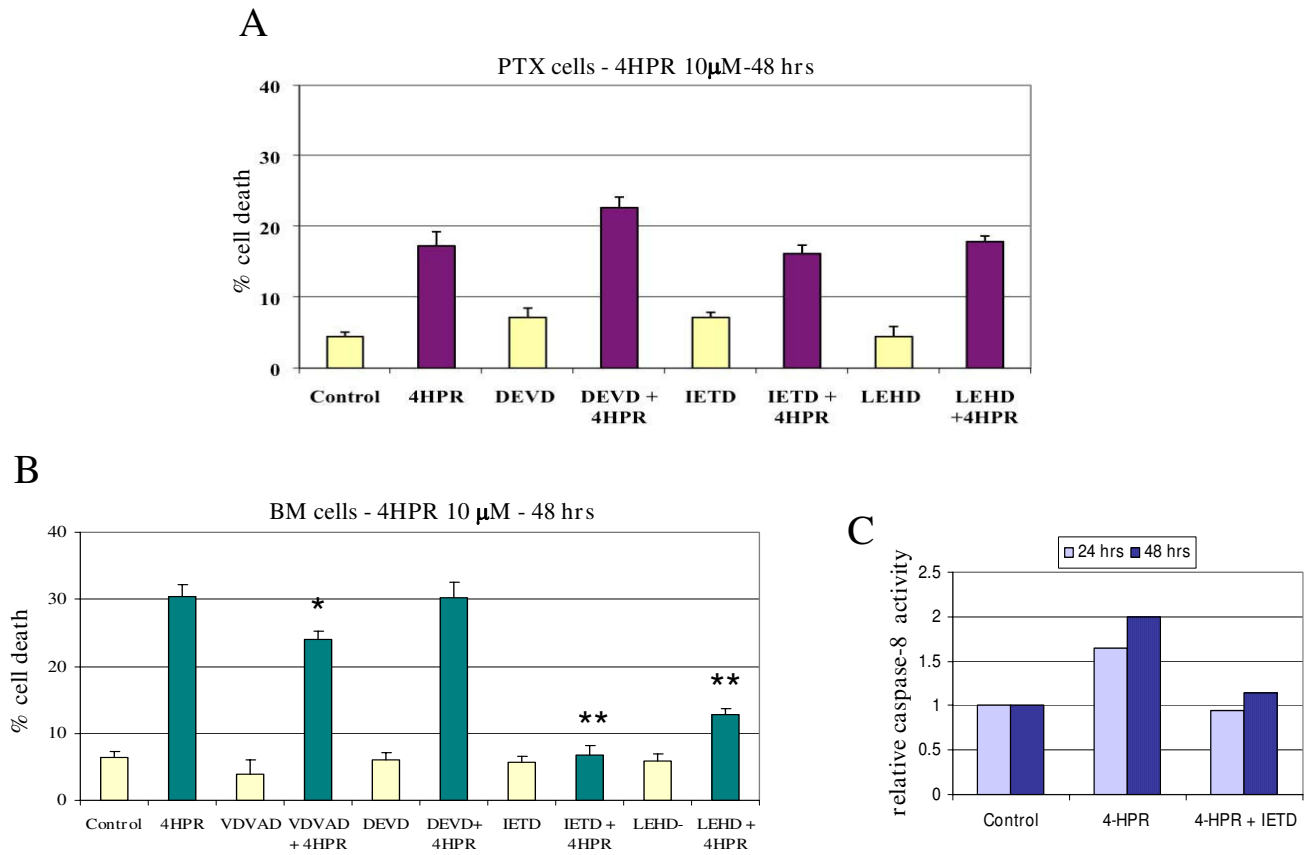 A
PTX cells - 4HPR 10μM-48 hrs
% cell death
40
30
20
10
0
Control 4HPR DEVD DEVD + 4HPR IETD IETD + 4HPR LEHD LEHD +4HPR
B
BM cells - 4HPR 10 μM - 48 hrs
% cell death
40
30
20
10
0
*
**
**
Control 4HPR VDVAD VDVAD + 4HPR DEVD DEVD+ 4HPR IETD IETD + 4HPR LEHD- LEHD + 4HPR
C
24 hrs 48 hrs
relative caspase-8 activity
2.5
2
1.5
1
0.5
0
Control 4-HPR 4-HPR + IETD